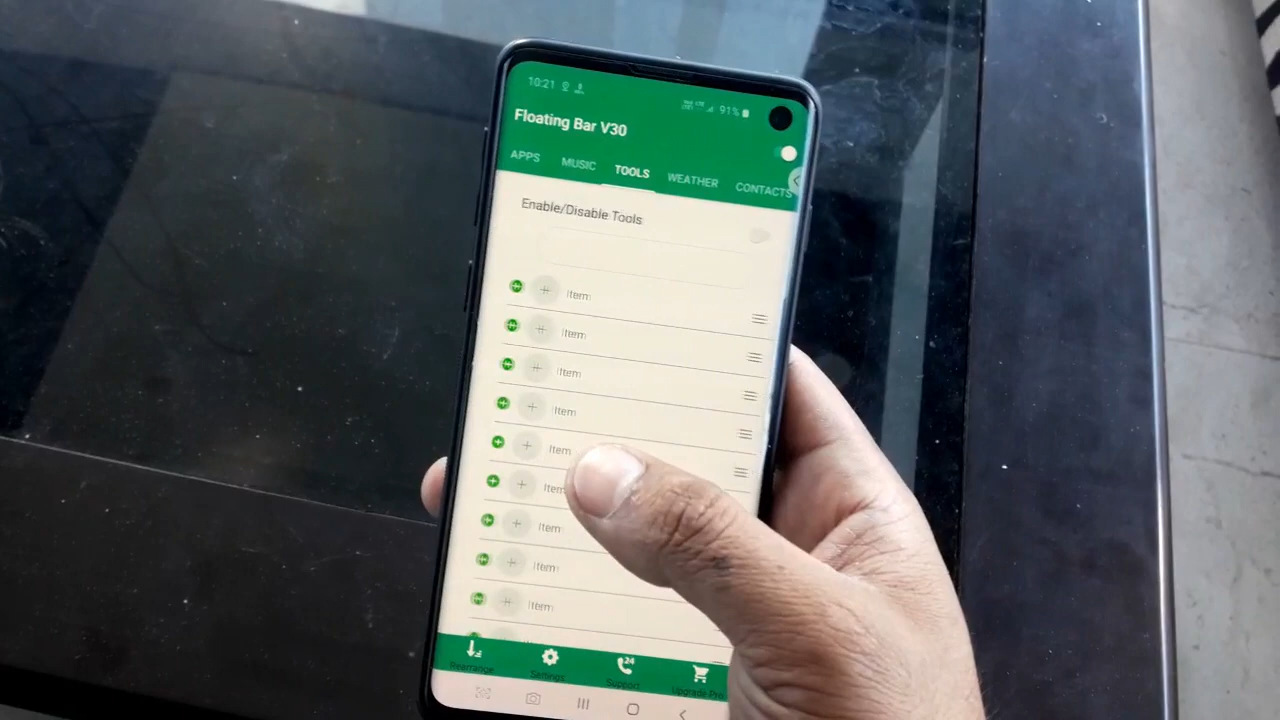 10:21
91%
Floating Bar V30
APPS MUSIC TOOLS WEATHER CONTACTS
Enable/Disable Tools
Item
Item
Item
Item
Item
Item
Item
Item
Item
24
Rearrange Settings Support Upgrade Pro